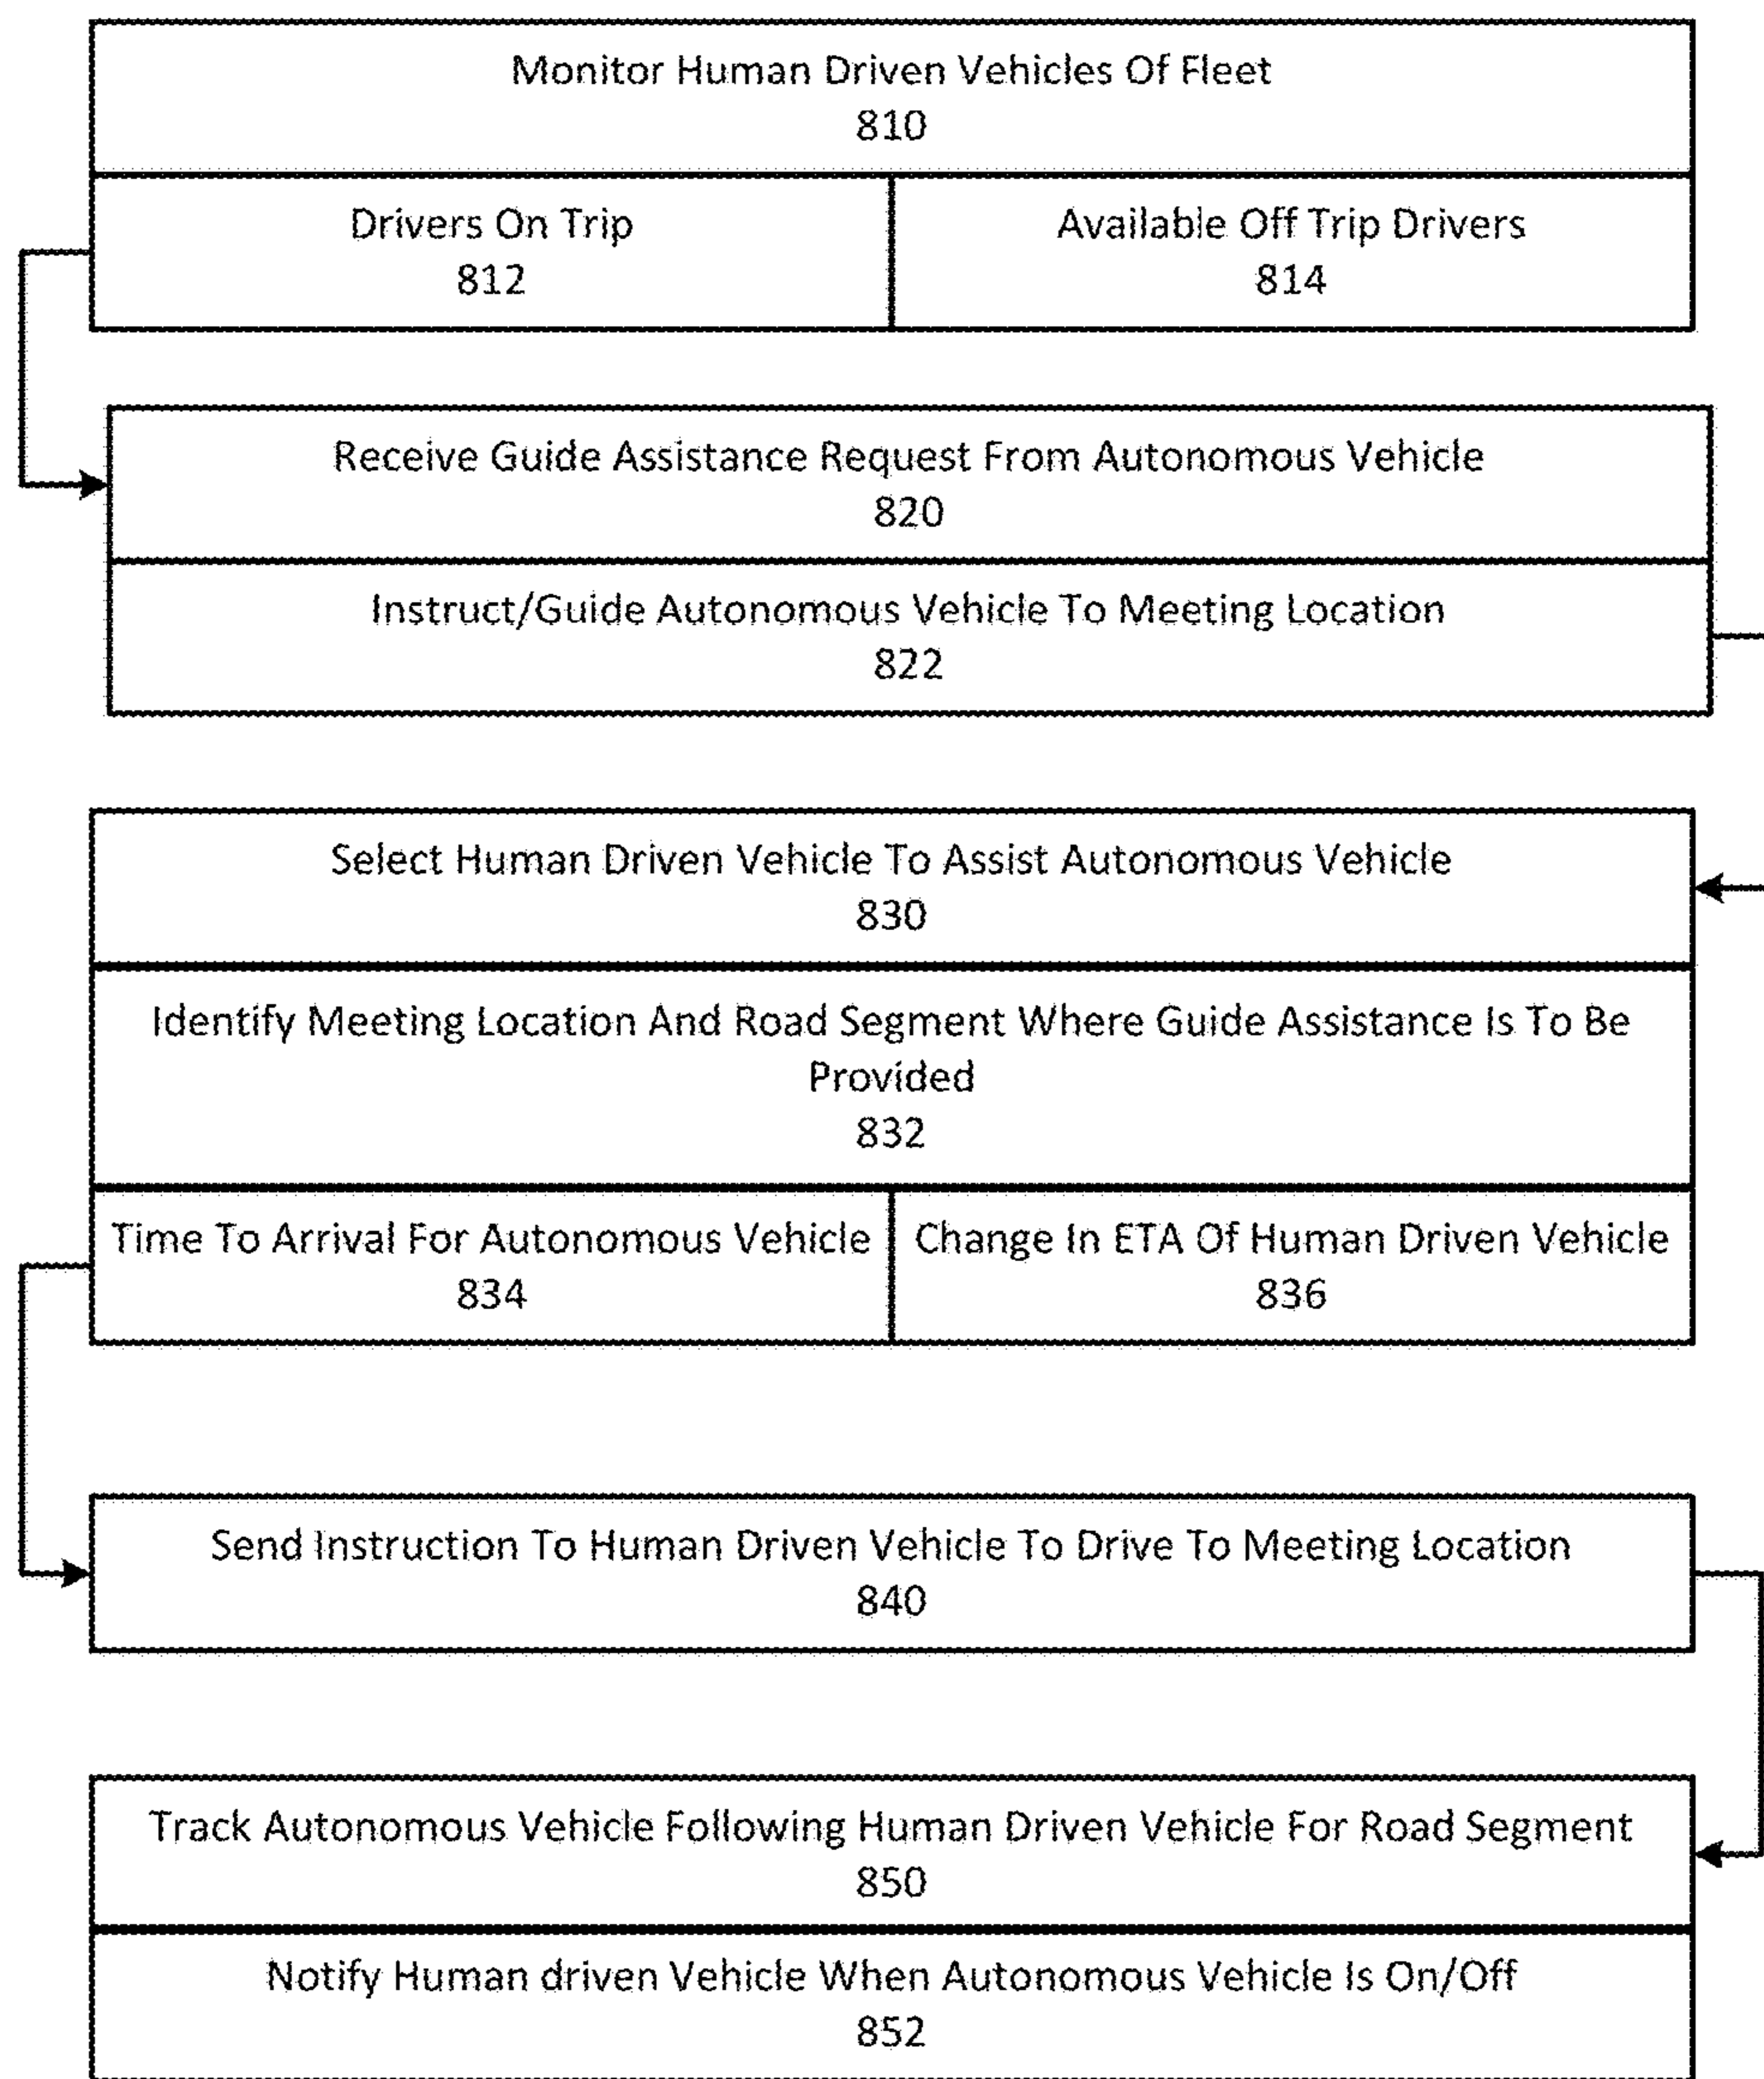 Monitor Human Driven Vehicles Of Fleet
810
Drivers On Trip
812
Available Off Trip Drivers
814
Receive Guide Assistance Request From Autonomous Vehicle
820
Instruct/Guide Autonomous Vehicle To Meeting Location
822
Select Human Driven Vehicle To Assist Autonomous Vehicle
830
Identify Meeting Location And Road Segment Where Guide Assistance Is To Be
Provided
832
Time To Arrival For Autonomous Vehicle
834
Change In ETA Of Human Driven Vehicle
836
Send Instruction To Human Driven Vehicle To Drive To Meeting Location
840
Track Autonomous Vehicle Following Human Driven Vehicle For Road Segment
850
Notify Human driven Vehicle When Autonomous Vehicle Is On/Off
852